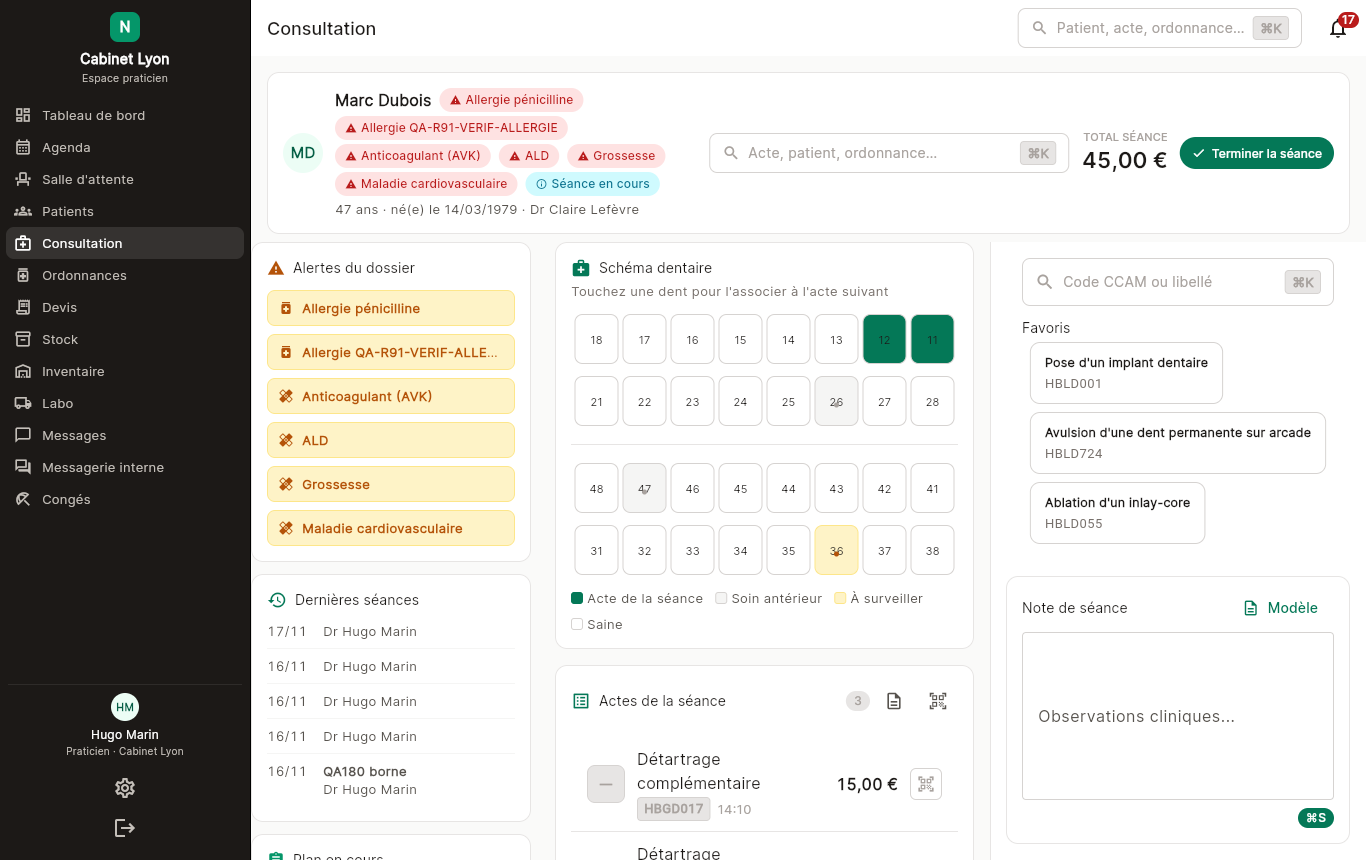 N
Cabinet Lyon
Espace praticien
Tableau de bord
Agenda
Salle d'attente
Patients
Consultation
Ordonnances
Devis
Stock
Inventaire
Labo
Messages
Messagerie interne
Congés
HM
Hugo Marin
Praticien · Cabinet Lyon
Consultation
Patient, acte, ordonnance... ⌘K
17
MD
Marc Dubois
Allergie pénicilline
Allergie QA-R91-VERIF-ALLERGIE
Anticoagulant (AVK) ALD Grossesse
Maladie cardiovasculaire Séance en cours
47 ans · né(e) le 14/03/1979 · Dr Claire Lefèvre
Acte, patient, ordonnance... ⌘K
TOTAL SÉANCE
45,00 €
Terminer la séance
Alertes du dossier
Allergie pénicilline
Allergie QA-R91-VERIF-ALLE...
Anticoagulant (AVK)
ALD
Grossesse
Maladie cardiovasculaire
Dernières séances
17/11 Dr Hugo Marin
16/11 Dr Hugo Marin
16/11 Dr Hugo Marin
16/11 Dr Hugo Marin
16/11 QA180 borne
Dr Hugo Marin
Plan en cours
Schéma dentaire
Touchez une dent pour l'associer à l'acte suivant
18 17 16 15 14 13 12 11
21 22 23 24 25 26 27 28
48 47 46 45 44 43 42 41
31 32 33 34 35 36 37 38
Acte de la séance Soin antérieur À surveiller
Saine
Actes de la séance 3
—
Détartrage
complémentaire
HBGD017 14:10
15,00 €
Détartrage
Code CCAM ou libellé ⌘K
Favoris
Pose d'un implant dentaire
HBLD001
Avulsion d'une dent permanente sur arcade
HBLD724
Ablation d'un inlay-core
HBLD055
Note de séance Modèle
Observations cliniques...
⌘S